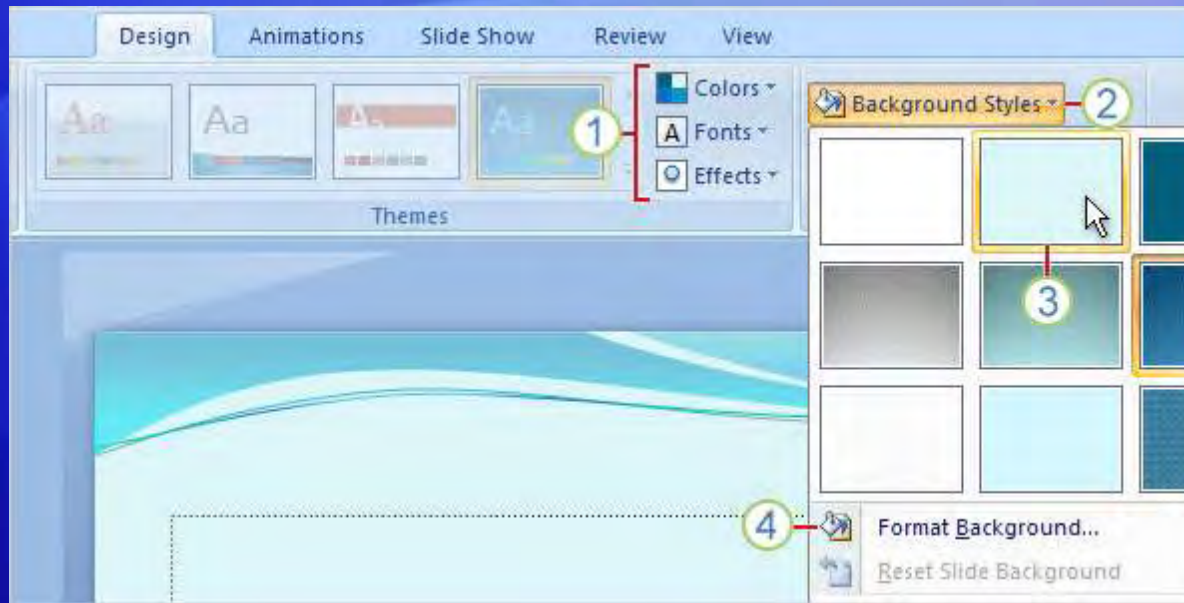 Design Animations Slide Show Review View
Aa Aa Aa Aa
1
Colors
A Fonts
Effects
Themes
Background Styles 2
3
4 Format Background...
Reset Slide Background